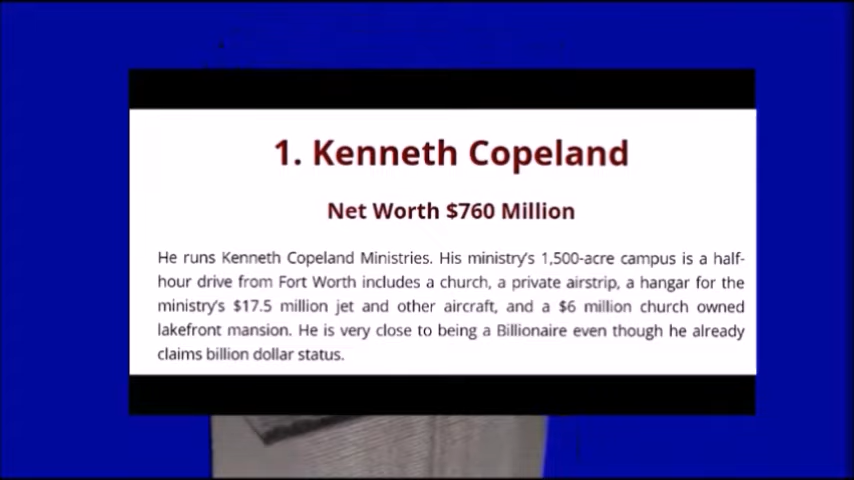 1. Kenneth Copeland
Net Worth $760 Million
He runs Kenneth Copeland Ministries. His ministry's 1,500-acre campus is a half-
hour drive from Fort Worth includes a church, a private airstrip, a hangar for the
ministry's $17.5 million jet and other aircraft, and a $6 million church owned
lakefront mansion. He is very close to being a Billionaire even though he already
claims billion dollar status.